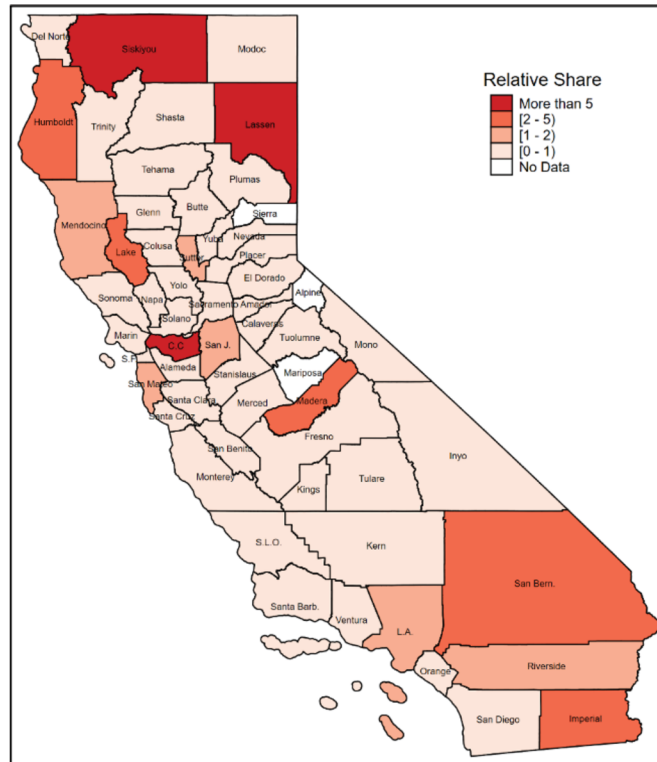 Del Norte
Siskiyou
Modoc
Relative Share
More than 5
[2 - 5)
[1 - 2)
[0 - 1)
No Data
Humboldt
Trinity
Shasta
Lassen
Tehama
Plumas
Mendocino
Glenn
Butte
Sierra
Lake
Colusa
Sutter
Yuba
Nevada
Placer
Sonoma
Napa
Yolo
El Dorado
Alpine
Solano
Sacramento
Amador
Marin
C.C
San J.
Calaveras
Tuolumne
Mono
S.F.
Alameda
Stanislaus
Mariposa
San Mateo
Santa Clara
Merced
Madera
Santa Cruz
Fresno
San Benito
Inyo
Monterey
Kings
Tulare
S.L.O.
Kern
San Bern.
Santa Barb.
Ventura
L.A.
Riverside
Orange
San Diego
Imperial